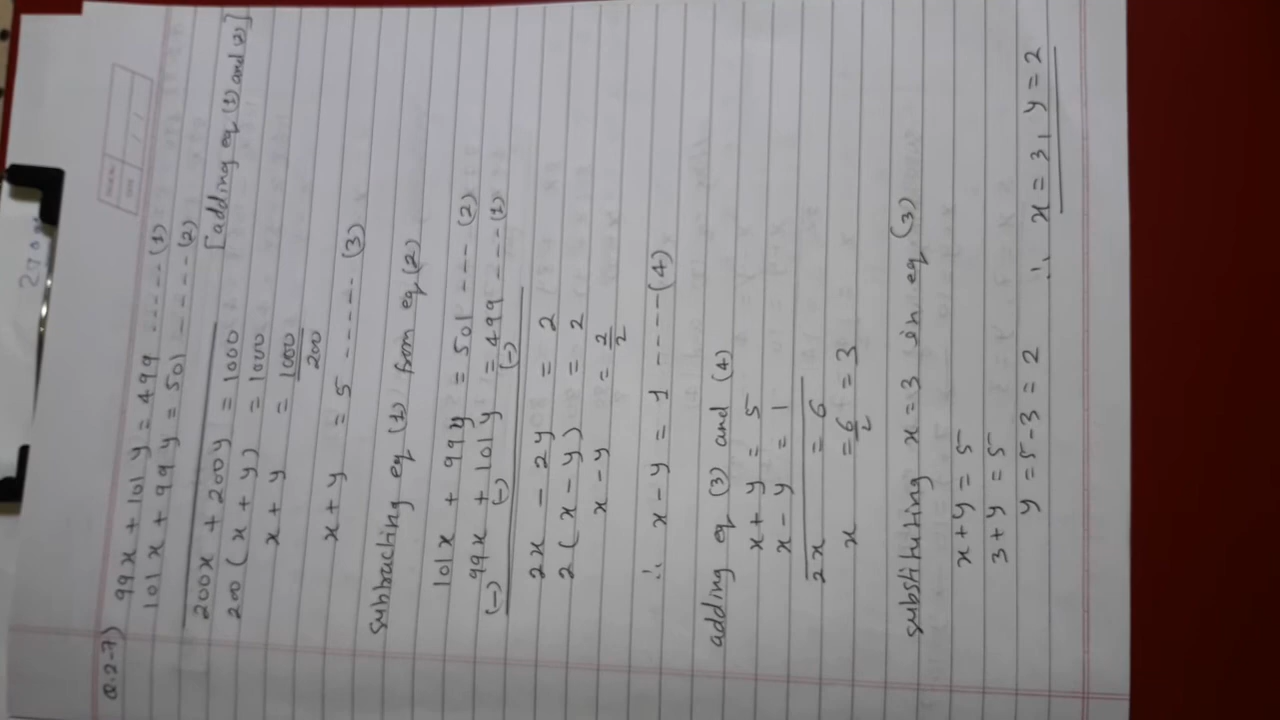 Q.2-7) 99x + 101y = 499 ----- (1)
101x + 99y = 501 ----- (2)
200x + 200y = 1000 [adding eq (1) and (2)]
200 (x + y) = 1000
x + y = 1000/200
x + y = 5 ------ (3)
Subtracting eq (1) from eq (2)
101x + 99y = 501 ---- (2)
99x + 101y = 499 ---- (1)
(-) (-) (-)
2x - 2y = 2
2 (x - y) = 2
x - y = 2/2
∴ x - y = 1 ----- (4)
adding eq (3) and (4)
x + y = 5
x - y = 1
2x = 6
x = 6/2 = 3
substituting x = 3 in eq (3)
x + y = 5
3 + y = 5
y = 5 - 3 = 2 ∴ x = 3, y = 2